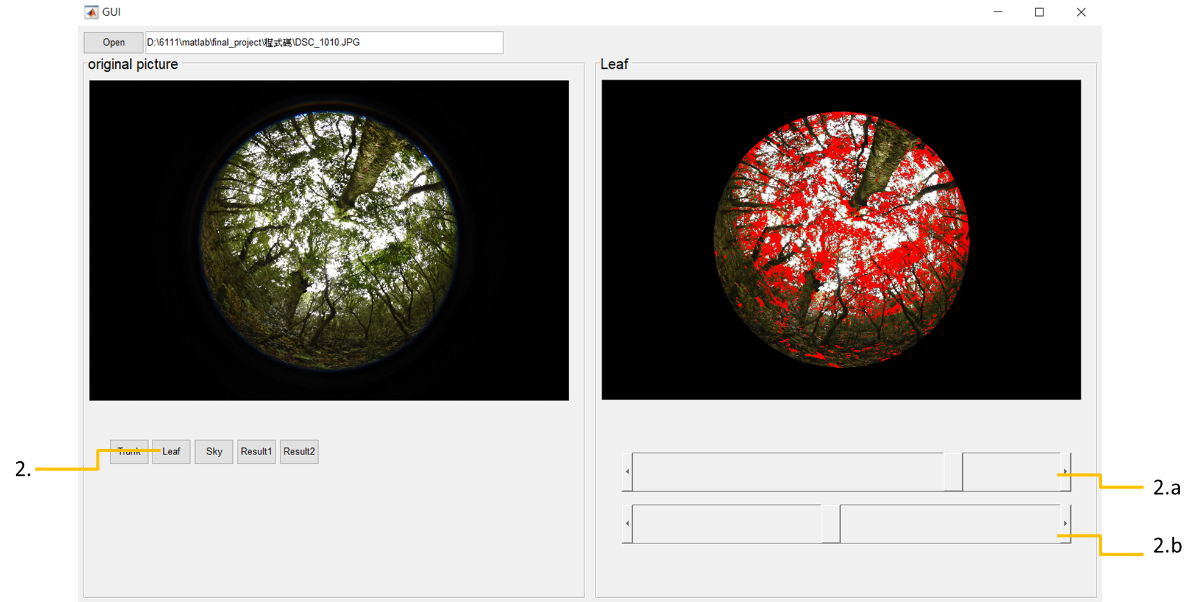 GUI
Open D:\6111\matlab\final_project\程式碼\DSC_1010.JPG
original picture
Leaf
Trunk Leaf Sky Result1 Result2
2.
2.a
2.b